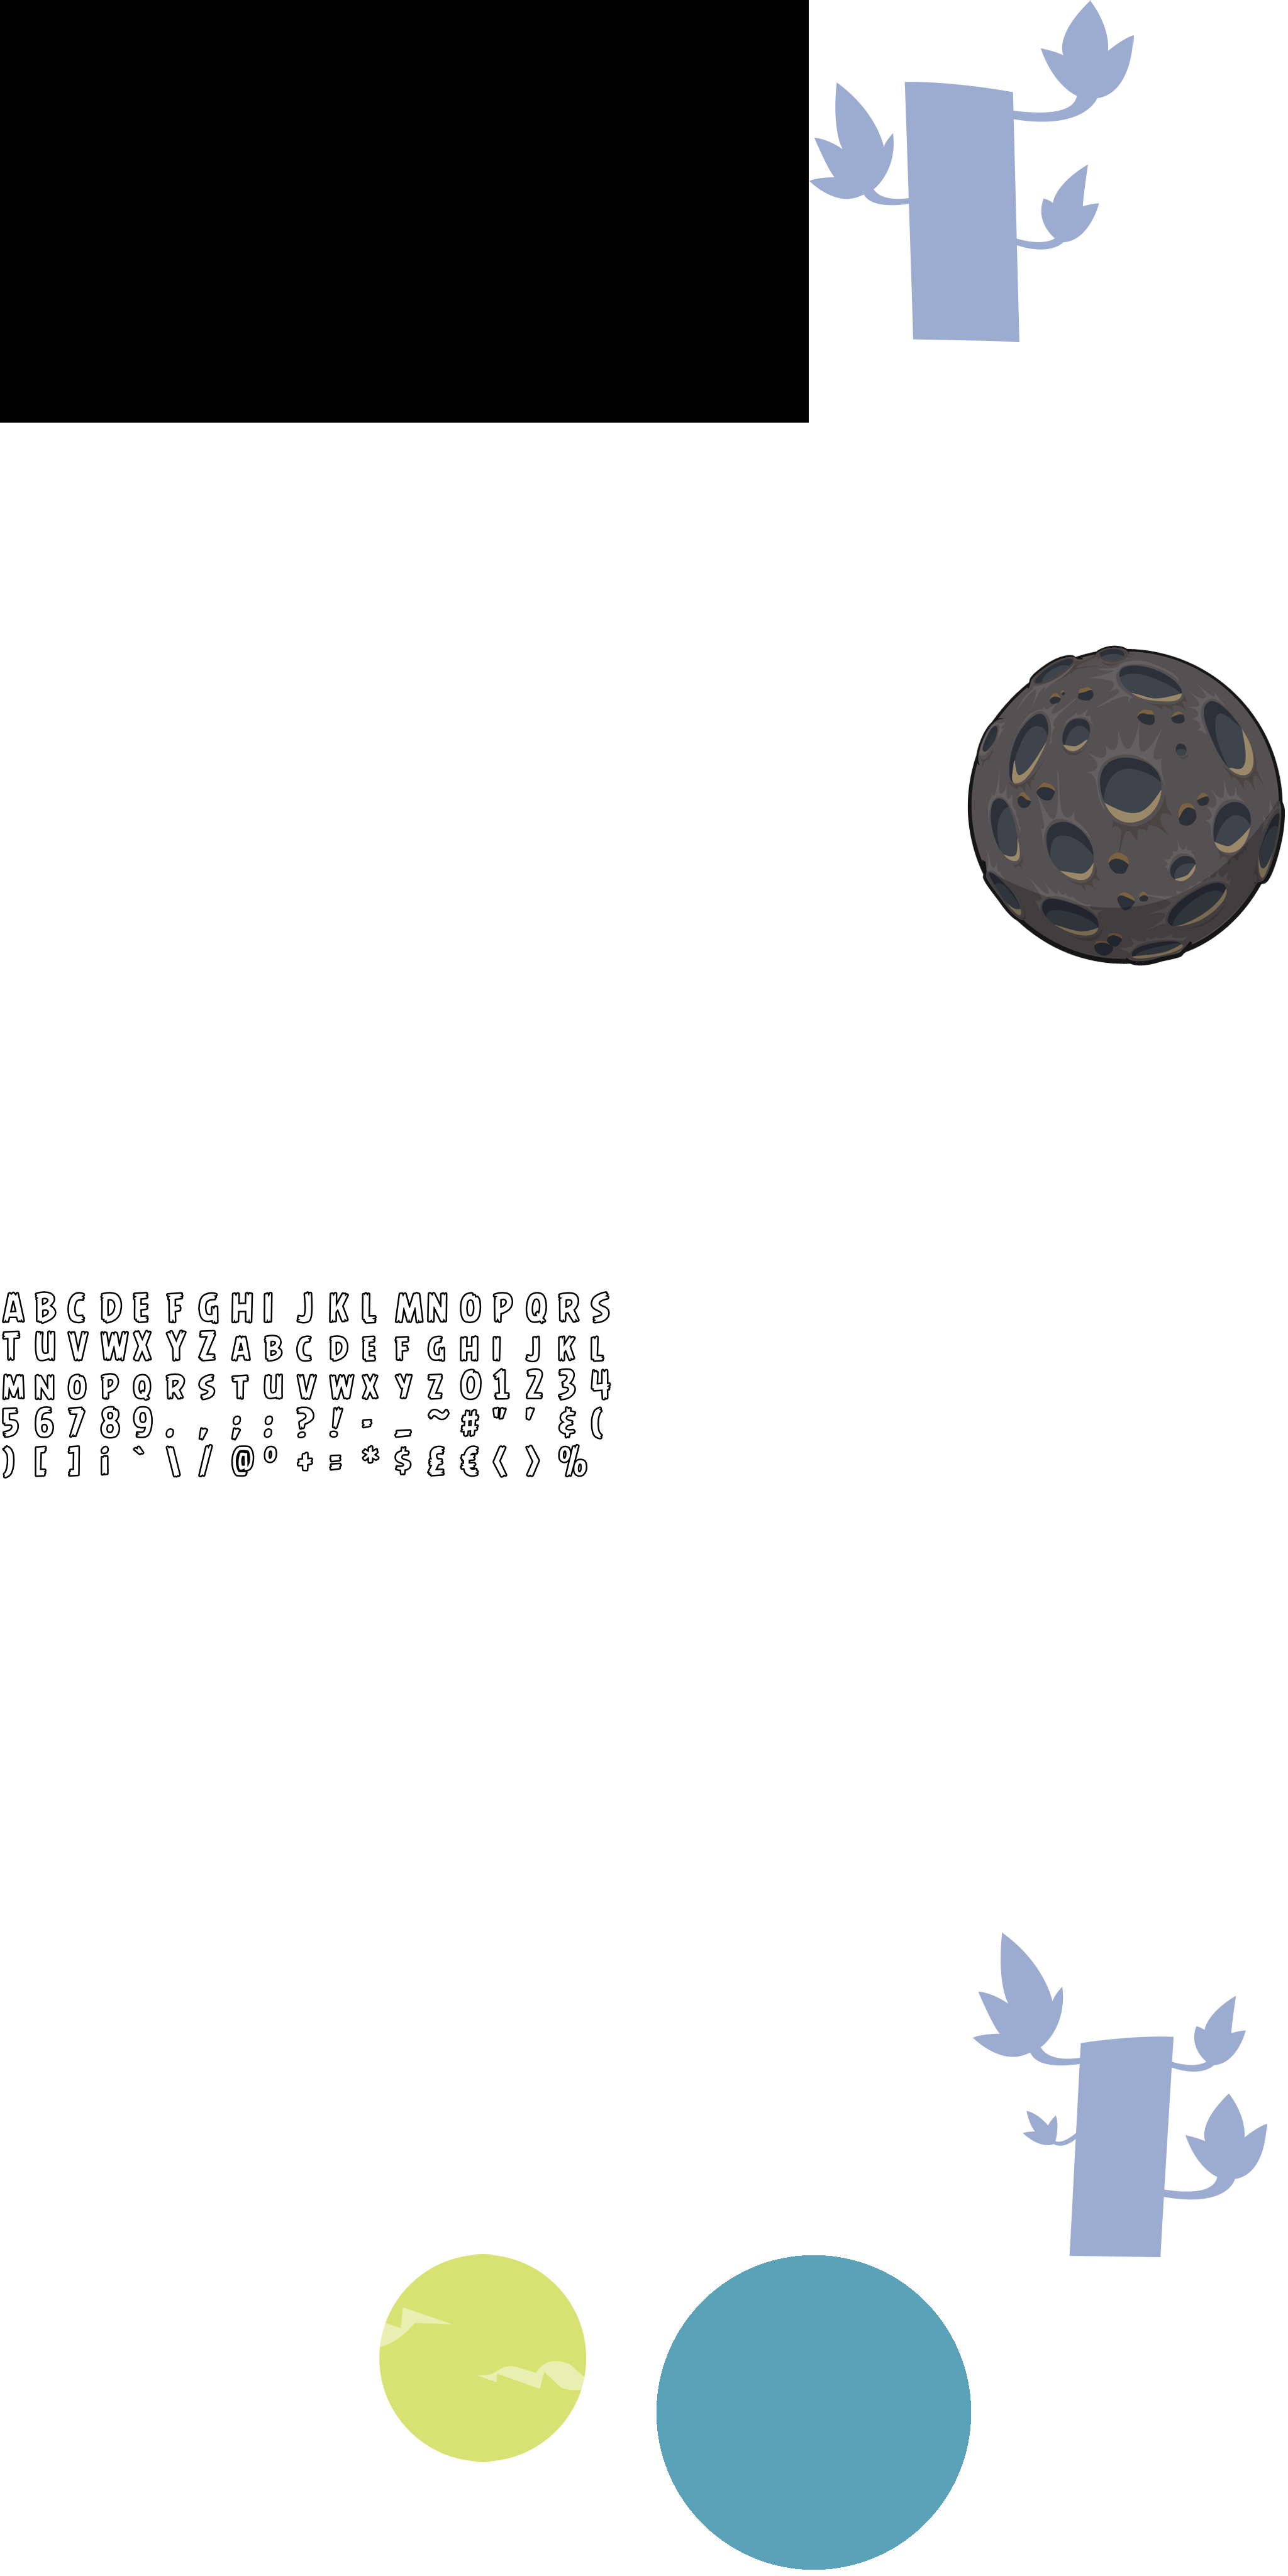 A B C D E F G H I J K L M N O P Q R S
T U V W X Y Z A B C D E F G H I J K L
M N O P Q R S T U V W X Y Z 0 1 2 3 4
5 6 7 8 9 . , ; : ? ! - _ ~ # " ' & (
) [ ] i ` \ / @ º + = * $ £ € < > %